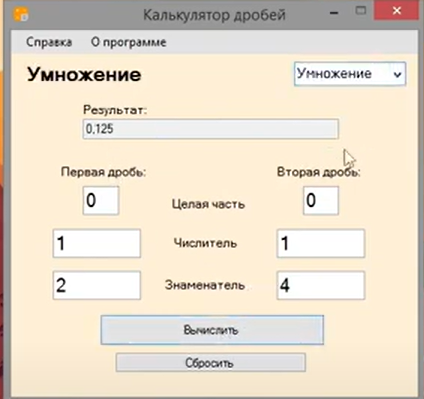 Калькулятор дробей
Справка О программе
Умножение Умножение
Результат:
0,125
Первая дробь: Вторая дробь:
0 Целая часть 0
1 Числитель 1
2 Знаменатель 4
Вычислить
Сбросить